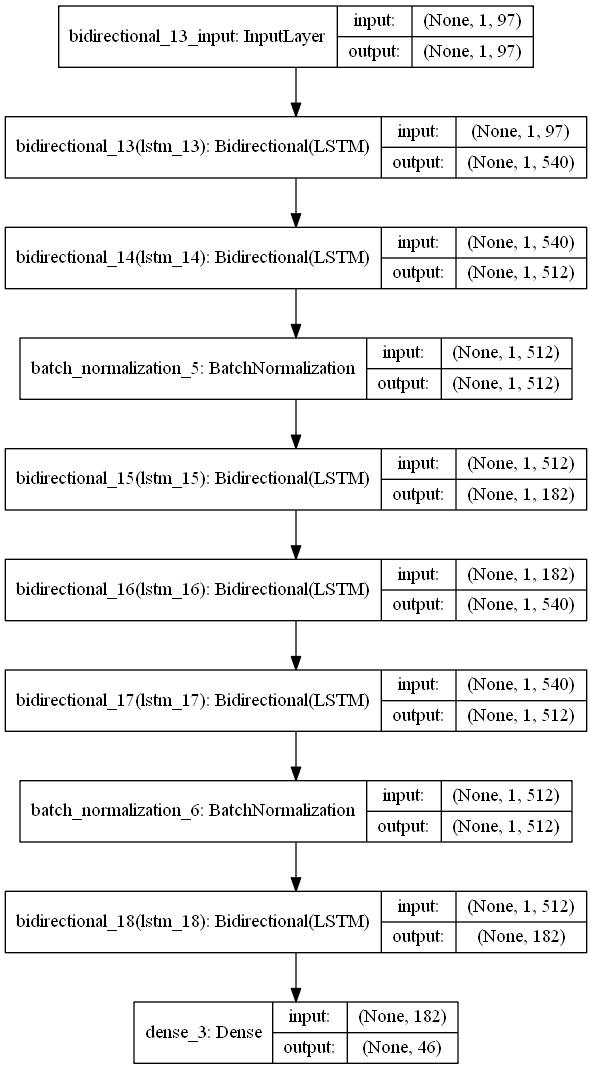 bidirectional_13_input: InputLayer
input: (None, 1, 97)
output: (None, 1, 97)
bidirectional_13(lstm_13): Bidirectional(LSTM)
input: (None, 1, 97)
output: (None, 1, 540)
bidirectional_14(lstm_14): Bidirectional(LSTM)
input: (None, 1, 540)
output: (None, 1, 512)
batch_normalization_5: BatchNormalization
input: (None, 1, 512)
output: (None, 1, 512)
bidirectional_15(lstm_15): Bidirectional(LSTM)
input: (None, 1, 512)
output: (None, 1, 182)
bidirectional_16(lstm_16): Bidirectional(LSTM)
input: (None, 1, 182)
output: (None, 1, 540)
bidirectional_17(lstm_17): Bidirectional(LSTM)
input: (None, 1, 540)
output: (None, 1, 512)
batch_normalization_6: BatchNormalization
input: (None, 1, 512)
output: (None, 1, 512)
bidirectional_18(lstm_18): Bidirectional(LSTM)
input: (None, 1, 512)
output: (None, 182)
dense_3: Dense
input: (None, 182)
output: (None, 46)